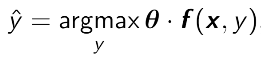 ŷ = argmax θ · f(x, y).
y